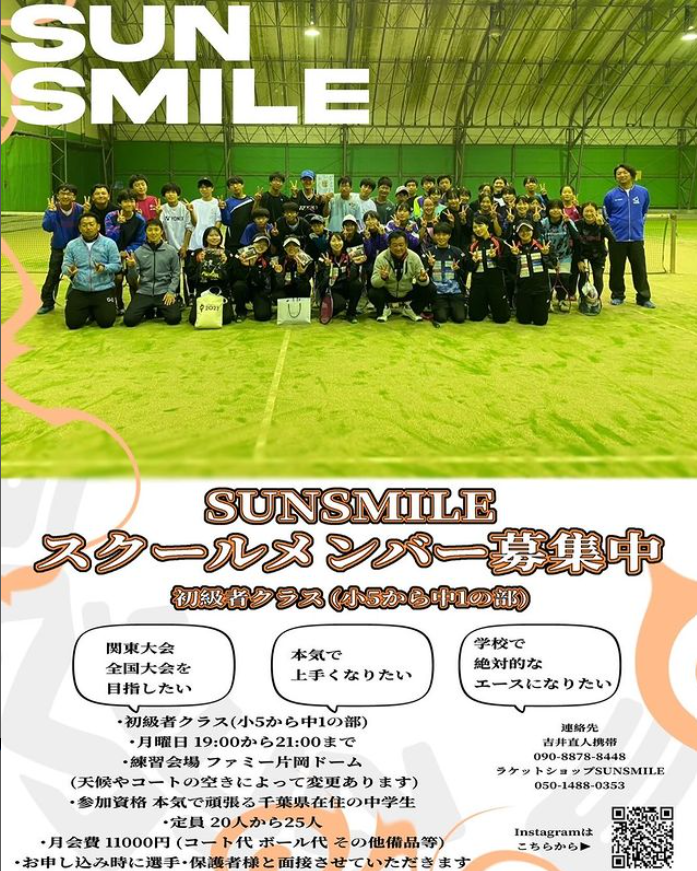 SUN
SMILE
SUNSMILE
スクールメンバー募集中
初級者クラス (小5から中1の部)
関東大会
全国大会を
目指したい
本気で
上手くなりたい
学校で
絶対的な
エースになりたい
・初級者クラス(小5から中1の部)
・月曜日 19:00から21:00まで
・練習会場 ファミー片岡ドーム
(天候やコートの空きによって変更あります)
・参加資格 本気で頑張る千葉県在住の中学生
・定員 20人から25人
・月会費 11000円 (コート代 ボール代 その他備品等)
・お申し込み時に選手・保護者様と面接させていただきます
連絡先
吉井直人携帯
090-8878-8448
ラケットショップSUNSMILE
050-1488-0353
Instagramは
こちらから▶